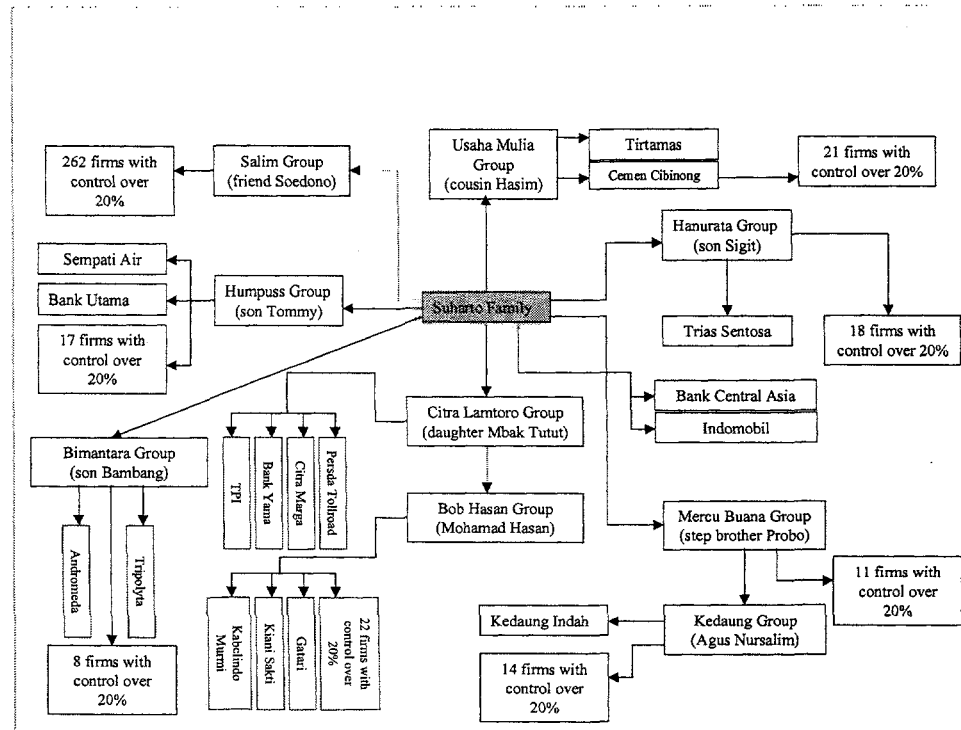 262 firms with
control over
20%
Salim Group
(friend Soedono)
Usaha Mulia
Group
(cousin Hasim)
Tirtamas
Cemen Cibinong
21 firms with
control over 20%
Hanurata Group
(son Sigit)
Sempati Air
Bank Utama
17 firms with
control over
20%
Humpuss Group
(son Tommy)
Suharto Family
Trias Sentosa
18 firms with
control over 20%
Bank Central Asia
Indomobil
Citra Lamtoro Group
(daughter Mbak Tutut)
Bimantara Group
(son Bambang)
TPI
Bank Yama
Citra Marga
Persda Tollroad
Bob Hasan Group
(Mohamad Hasan)
Mercu Buana Group
(step brother Probo)
Andromeda
Tripolyta
8 firms with
control over
20%
Kabelindo
Murmi
Kiani Sakti
Gatari
22 firms with
control over
20%
11 firms with
control over
20%
Kedaung Indah
Kedaung Group
(Agus Nursalim)
14 firms with
control over
20%